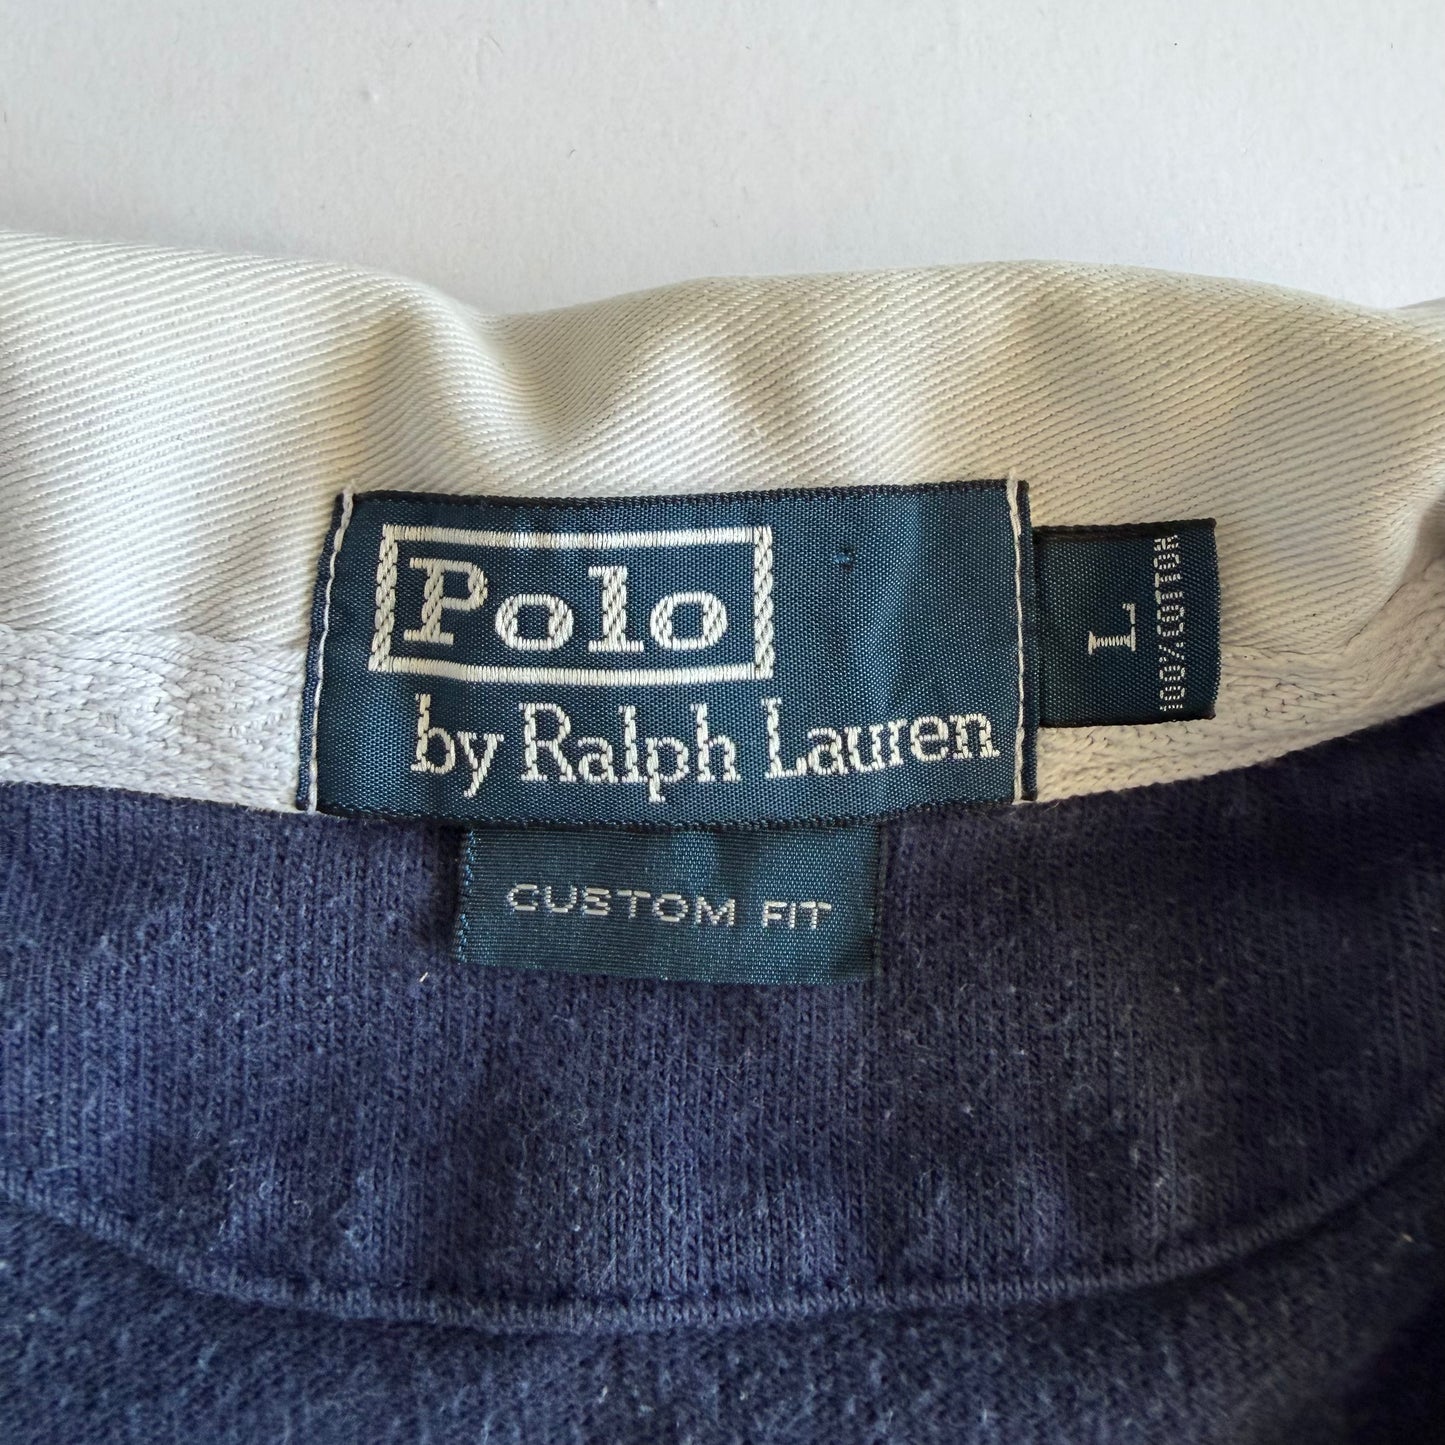 Polo
by Ralph Lauren
L
100% COTTON
CUSTOM FIT